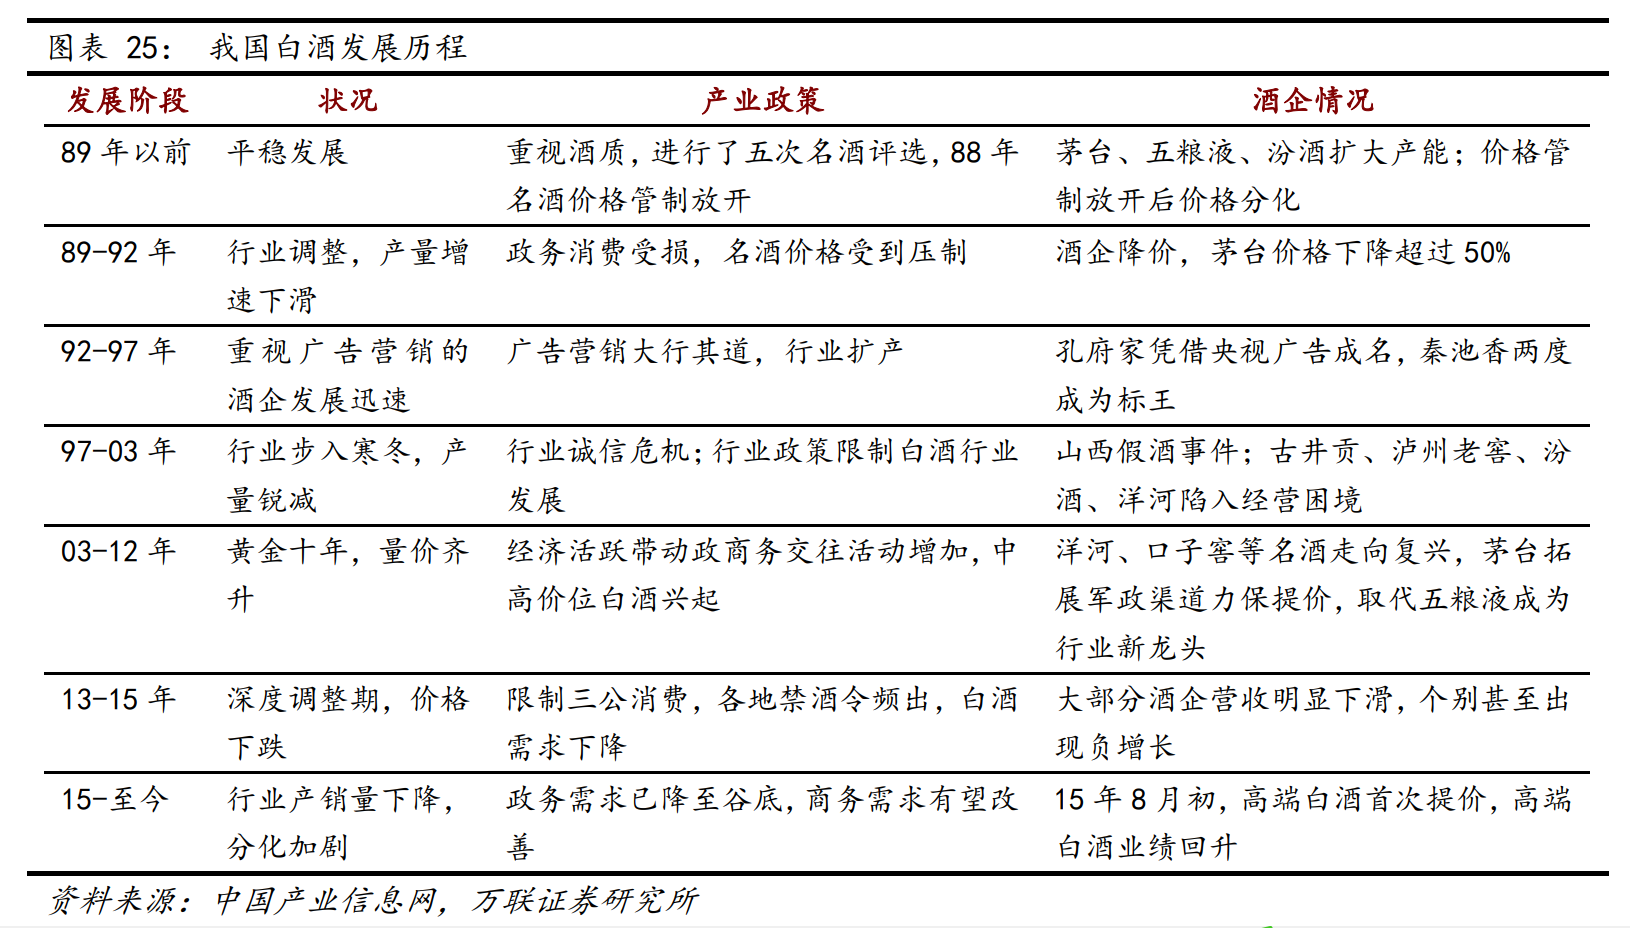 图表 25： 我国白酒发展历程
发展阶段 状况 产业政策 酒企情况
89 年以前 平稳发展 重视酒质，进行了五次名酒评选，88 年 茅台、五粮液、汾酒扩大产能；价格管
名酒价格管制放开 制放开后价格分化
89-92 年 行业调整，产量增 政务消费受损，名酒价格受到压制 酒企降价，茅台价格下降超过 50%
速下滑
92-97 年 重视广告营销的 广告营销大行其道，行业扩产 孔府家凭借央视广告成名，秦池香两度
酒企发展迅速 成为标王
97-03 年 行业步入寒冬，产 行业诚信危机；行业政策限制白酒行业 山西假酒事件；古井贡、泸州老窖、汾
量锐减 发展 酒、洋河陷入经营困境
03-12 年 黄金十年，量价齐 经济活跃带动政商务交往活动增加，中 洋河、口子窖等名酒走向复兴，茅台拓
升 高价位白酒兴起 展军政渠道力保提价，取代五粮液成为
行业新龙头
13-15 年 深度调整期，价格 限制三公消费，各地禁酒令频出，白酒 大部分酒企营收明显下滑，个别甚至出
下跌 需求下降 现负增长
15-至今 行业产销量下降， 政务需求已降至谷底，商务需求有望改 15 年 8 月初，高端白酒首次提价，高端
分化加剧 善 白酒业绩回升
资料来源：中国产业信息网，万联证券研究所